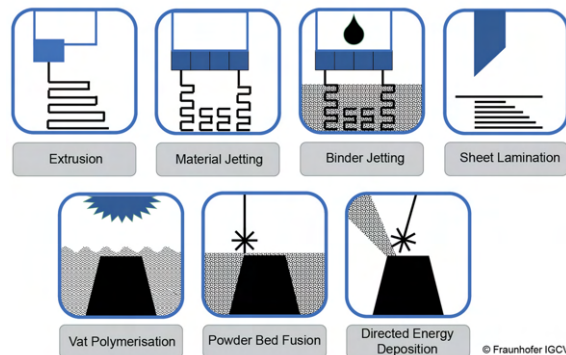 Extrusion
Material Jetting
Binder Jetting
Sheet Lamination
Vat Polymerisation
Powder Bed Fusion
Directed Energy
Deposition
© Fraunhofer IGCV